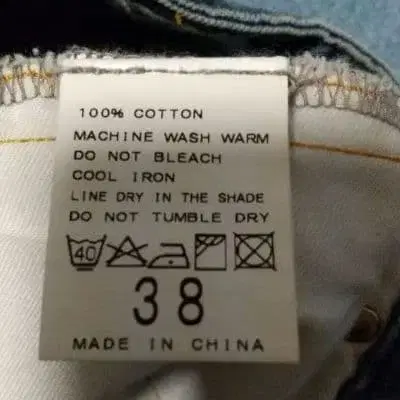 100% COTTON
MACHINE WASH WARM
DO NOT BLEACH
COOL IRON
LINE DRY IN THE SHADE
DO NOT TUMBLE DRY
40
38
MADE IN CHINA